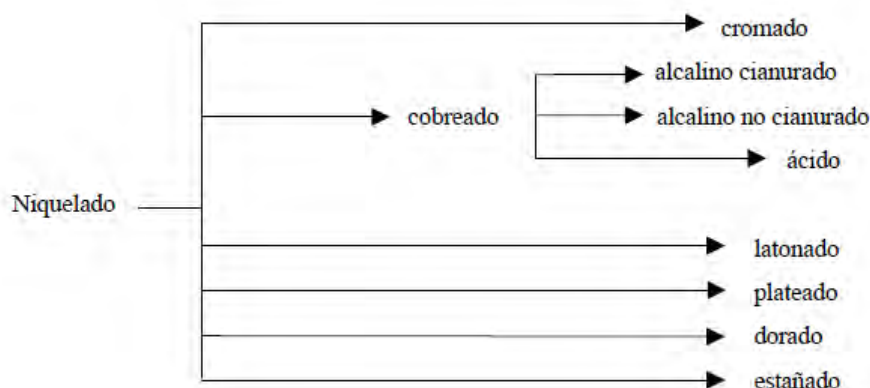 cromado
alcalino cianurado
cobreado
alcalino no cianurado
ácido
Niquelado
latonado
plateado
dorado
estañado